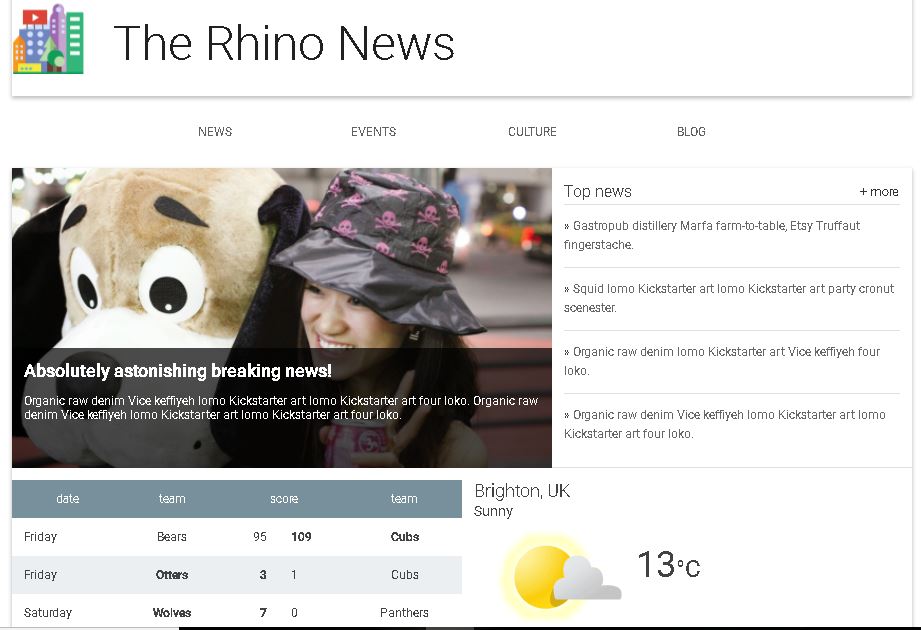 The Rhino News
NEWS EVENTS CULTURE BLOG
Absolutely astonishing breaking news!
Organic raw denim Vice keffiyeh lomo Kickstarter art lomo Kickstarter art four loko. Organic raw
denim Vice keffiyeh lomo Kickstarter art lomo Kickstarter art four loko.
Top news + more
» Gastropub distillery Marfa farm-to-table, Etsy Truffaut
fingerstache.
» Squid lomo Kickstarter art lomo Kickstarter art party cronut
scenester.
» Organic raw denim lomo Kickstarter art Vice keffiyeh four
loko.
» Organic raw denim Vice keffiyeh lomo Kickstarter art lomo
Kickstarter art four loko.
date team score team
Friday Bears 95 109 Cubs
Friday Otters 3 1 Cubs
Saturday Wolves 7 0 Panthers
Brighton, UK
Sunny
13°C